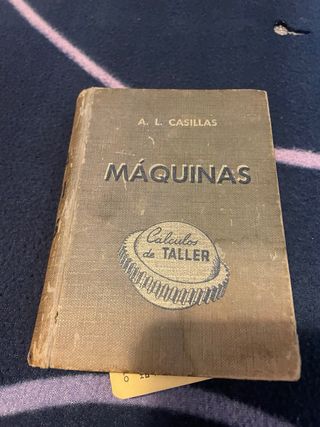 A. L. CASILLAS
MÁQUINAS
Cálculos
de TALLER